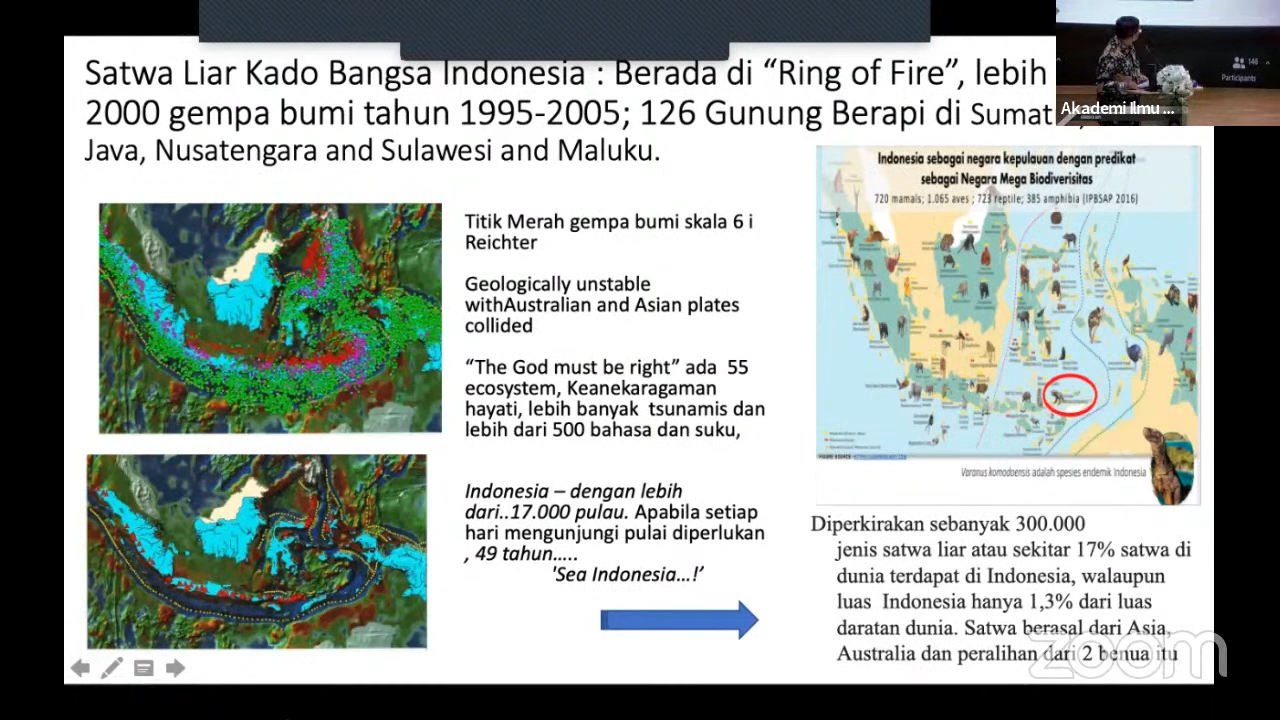 Satwa Liar Kado Bangsa Indonesia : Berada di “Ring of Fire”, lebih
2000 gempa bumi tahun 1995-2005; 126 Gunung Berapi di Sumat
Java, Nusatengara and Sulawesi and Maluku.
146
Participants
Akademi Ilmu ...
Titik Merah gempa bumi skala 6 i
Reichter
Geologically unstable
withAustralian and Asian plates
collided
“The God must be right” ada 55
ecosystem, Keanekaragaman
hayati, lebih banyak tsunamis dan
lebih dari 500 bahasa dan suku,
Indonesia – dengan lebih
dari..17.000 pulau. Apabila setiap
hari mengunjungi pulai diperlukan
, 49 tahun…..
'Sea Indonesia…!’
Indonesia sebagai negara kepulauan dengan predikat
sebagai Negara Mega Biodiverisitas
720 mamals; 1.065 aves ; 723 reptile; 385 amphibia (IPBSAP 2016)
Varanus komodoensis adalah spesies endemik Indonesia
Diperkirakan sebanyak 300.000
jenis satwa liar atau sekitar 17% satwa di
dunia terdapat di Indonesia, walaupun
luas Indonesia hanya 1,3% dari luas
daratan dunia. Satwa berasal dari Asia,
Australia dan peralihan dari 2 benua itu
zoom